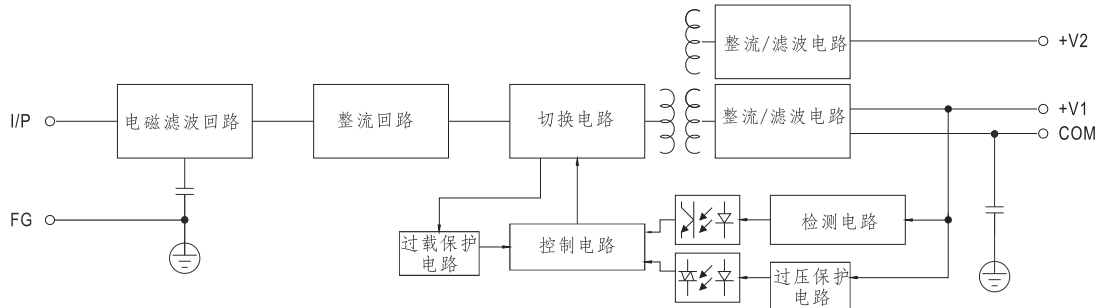 整流/滤波电路
+V2
I/P
电磁滤波回路
整流回路
切换电路
整流/滤波电路
+V1
COM
FG
过载保护
电路
控制电路
检测电路
过压保护
电路